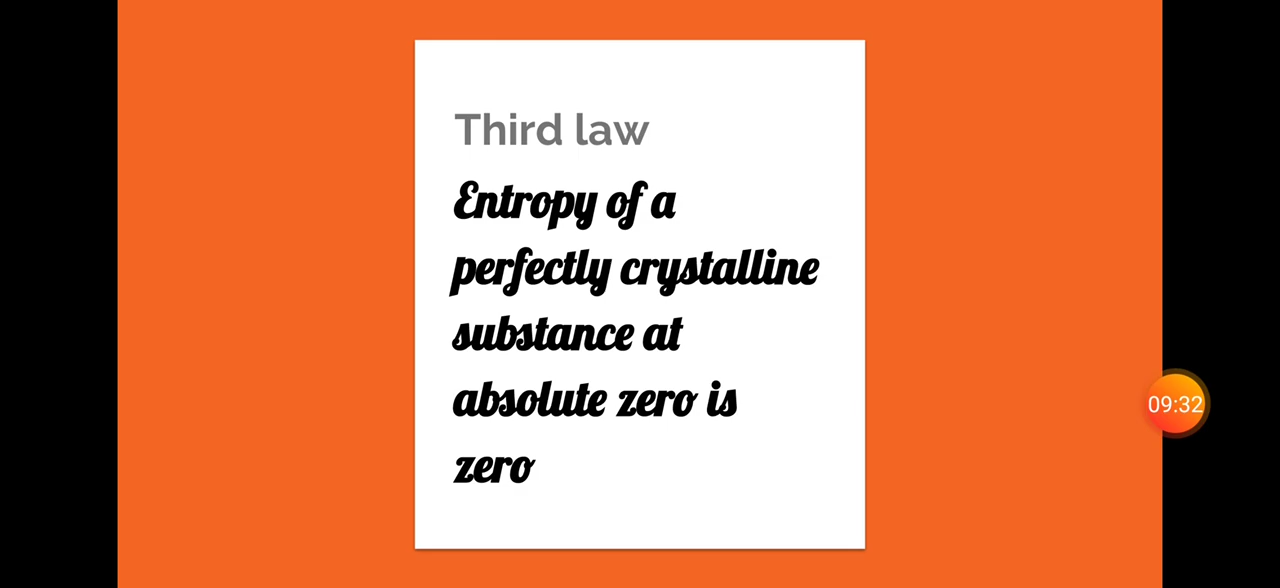 Third law
Entropy of a
perfectly crystalline
substance at
absolute zero is
zero
09:32